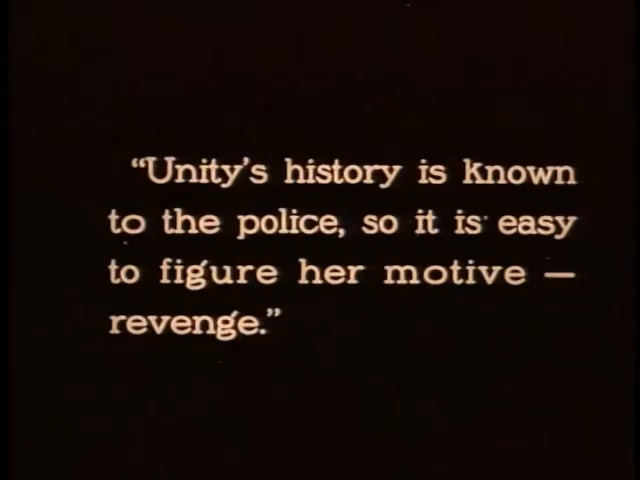 “Unity's history is known
to the police, so it is easy
to figure her motive —
revenge.”